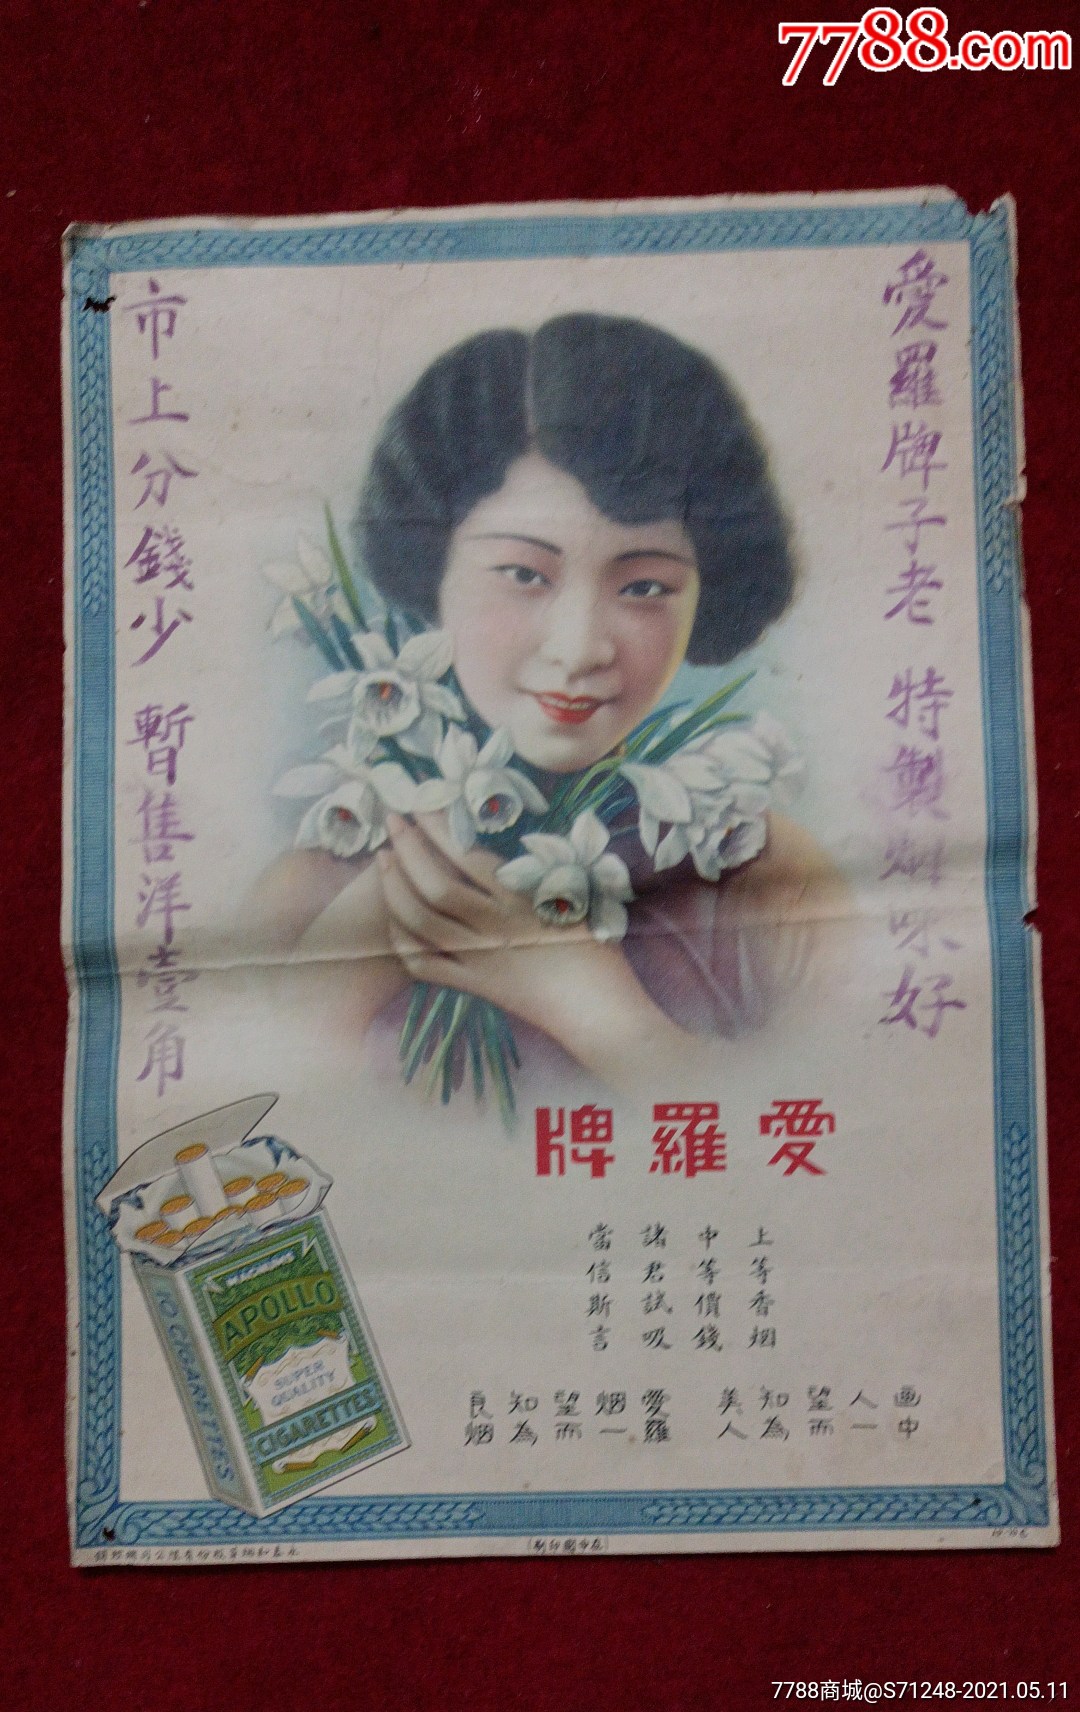 7788.com
愛羅牌子老 特製烟味好
市上分錢少 暫售洋壹角
愛羅牌
上等香烟
中等價錢
諸君試吸
當信斯言
画中人一望而知為美人
愛羅烟一望而知為良烟
APOLLO
SUPER
QUALITY
CIGARETTES
10 CIGARETTES
7788商城@S71248-2021.05.11